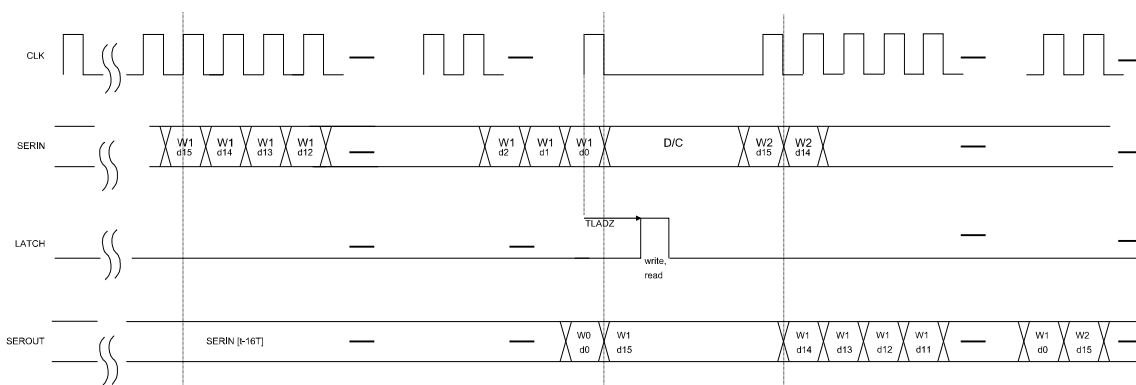 CLK
SERIN
W1 W1 W1 W1 W1 W1 W1 D/C W2 W2
d15 d14 d13 d12 d2 d1 d0 d15 d14
TLADZ
LATCH
write,
read
SEROUT SERIN [t-16T] W0 W1 W1 W1 W1 W1 W1 W2
d0 d15 d14 d13 d12 d11 d0 d15